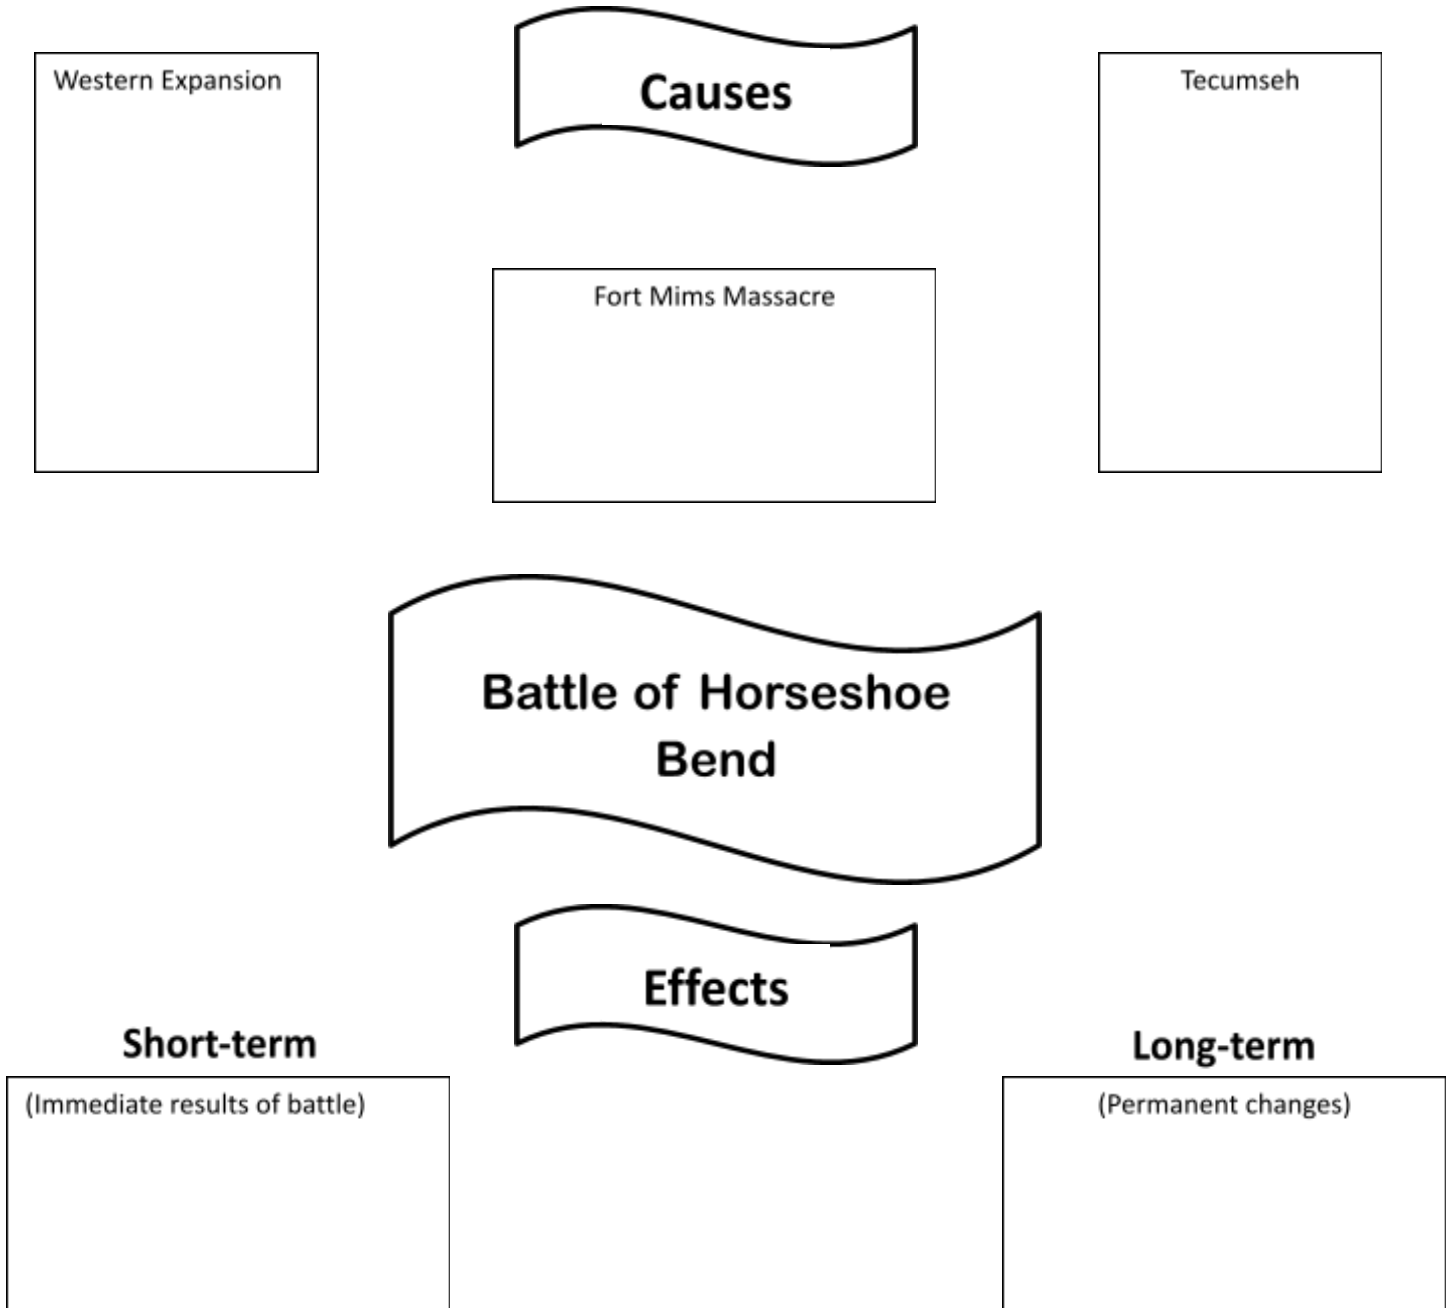 Causes
Western Expansion
Tecumseh
Fort Mims Massacre
Battle of Horseshoe
Bend
Effects
Short-term
Long-term
(Immediate results of battle)
(Permanent changes)